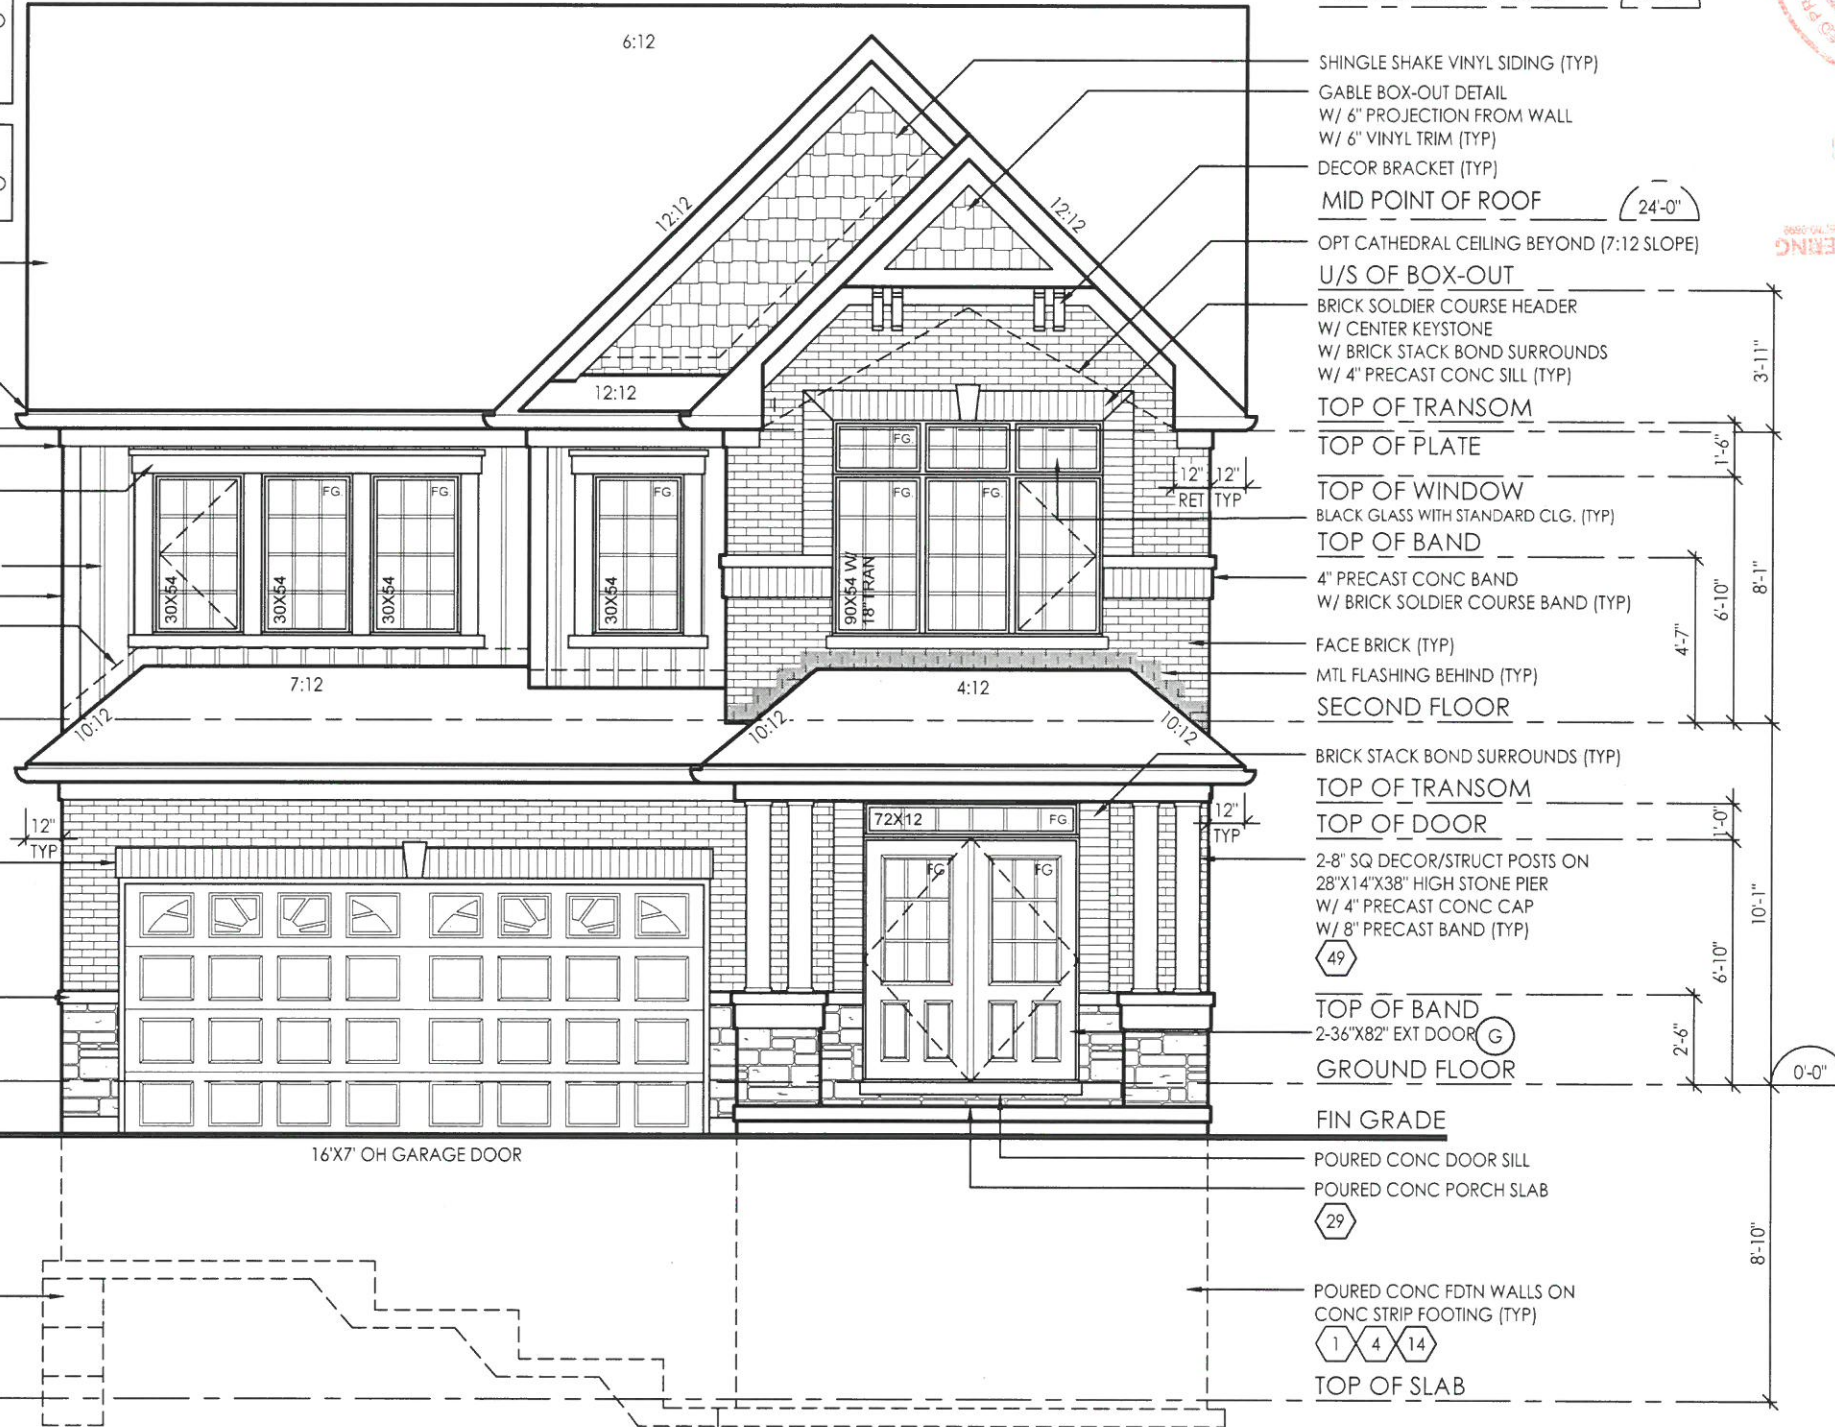 6:12
SHINGLE SHAKE VINYL SIDING (TYP)
GABLE BOX-OUT DETAIL
W/ 6" PROJECTION FROM WALL
W/ 6" VINYL TRIM (TYP)
DECOR BRACKET (TYP)
MID POINT OF ROOF
24'-0"
12:12
12:12
OPT CATHEDRAL CEILING BEYOND (7:12 SLOPE)
U/S OF BOX-OUT
BRICK SOLDIER COURSE HEADER
W/ CENTER KEYSTONE
W/ BRICK STACK BOND SURROUNDS
W/ 4" PRECAST CONC SILL (TYP)
3'-11"
12:12
TOP OF TRANSOM
TOP OF PLATE
1'-6"
FG.
12" 12"
RET TYP
TOP OF WINDOW
BLACK GLASS WITH STANDARD CLG. (TYP)
FG. FG. FG. FG. FG.
TOP OF BAND
4" PRECAST CONC BAND
W/ BRICK SOLDIER COURSE BAND (TYP)
30X54 30X54 30X54 30X54
90X54 W/
18" TRAN
FACE BRICK (TYP)
MTL FLASHING BEHIND (TYP)
4'-7"
6'-10"
8'-1"
7:12
4:12
SECOND FLOOR
10:12
10:12
10:12
BRICK STACK BOND SURROUNDS (TYP)
TOP OF TRANSOM
TOP OF DOOR
1'-0"
12"
TYP
72X12
FG.
12"
TYP
2-8" SQ DECOR/STRUCT POSTS ON
28"X14"X38" HIGH STONE PIER
W/ 4" PRECAST CONC CAP
W/ 8" PRECAST BAND (TYP)
49
FG FG
10'-1"
6'-10"
TOP OF BAND
2-36"X82" EXT DOOR G
2'-6"
GROUND FLOOR
0'-0"
FIN GRADE
16'X7' OH GARAGE DOOR
POURED CONC DOOR SILL
POURED CONC PORCH SLAB
29
8'-10"
POURED CONC FDTN WALLS ON
CONC STRIP FOOTING (TYP)
1 4 14
TOP OF SLAB